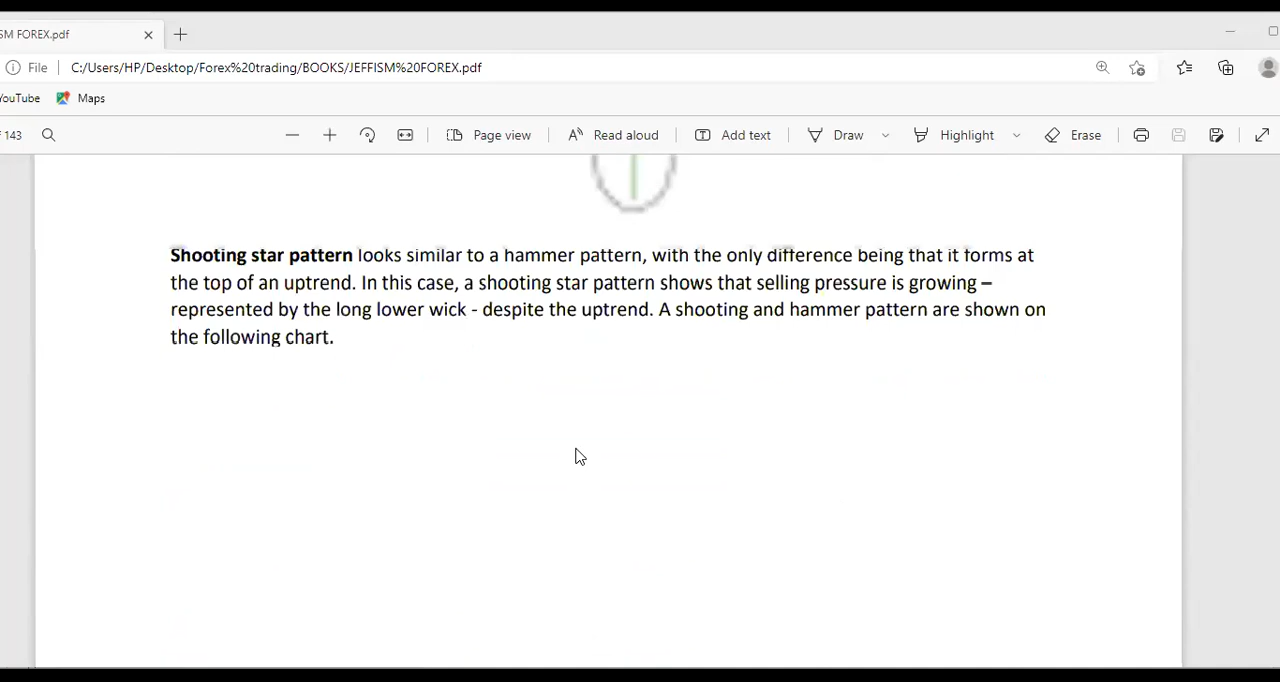 SM FOREX.pdf
File C:/Users/HP/Desktop/Forex%20trading/BOOKS/JEFFISM%20FOREX.pdf
YouTube Maps
143 Page view Read aloud Add text Draw Highlight Erase
Shooting star pattern looks similar to a hammer pattern, with the only difference being that it forms at
the top of an uptrend. In this case, a shooting star pattern shows that selling pressure is growing –
represented by the long lower wick - despite the uptrend. A shooting and hammer pattern are shown on
the following chart.